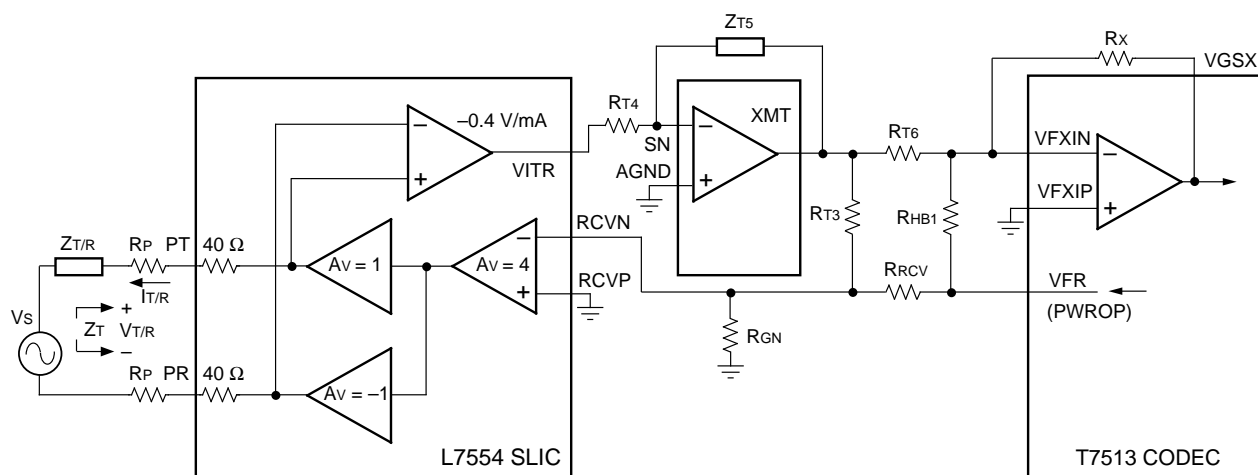 ZT5
RX
VGSX
RT4
−0.4 V/mA
XMT
SN
VITR
AGND
RT6
VFXIN
VFXIP
RT3
RHB1
ZT/R
RP PT 40 Ω
AV = 1
AV = 4
RCVN
RCVP
IT/R
RRCV
VFR
(PWROP)
VS
ZT
+
VT/R
−
RGN
RP PR 40 Ω
AV = −1
L7554 SLIC
T7513 CODEC